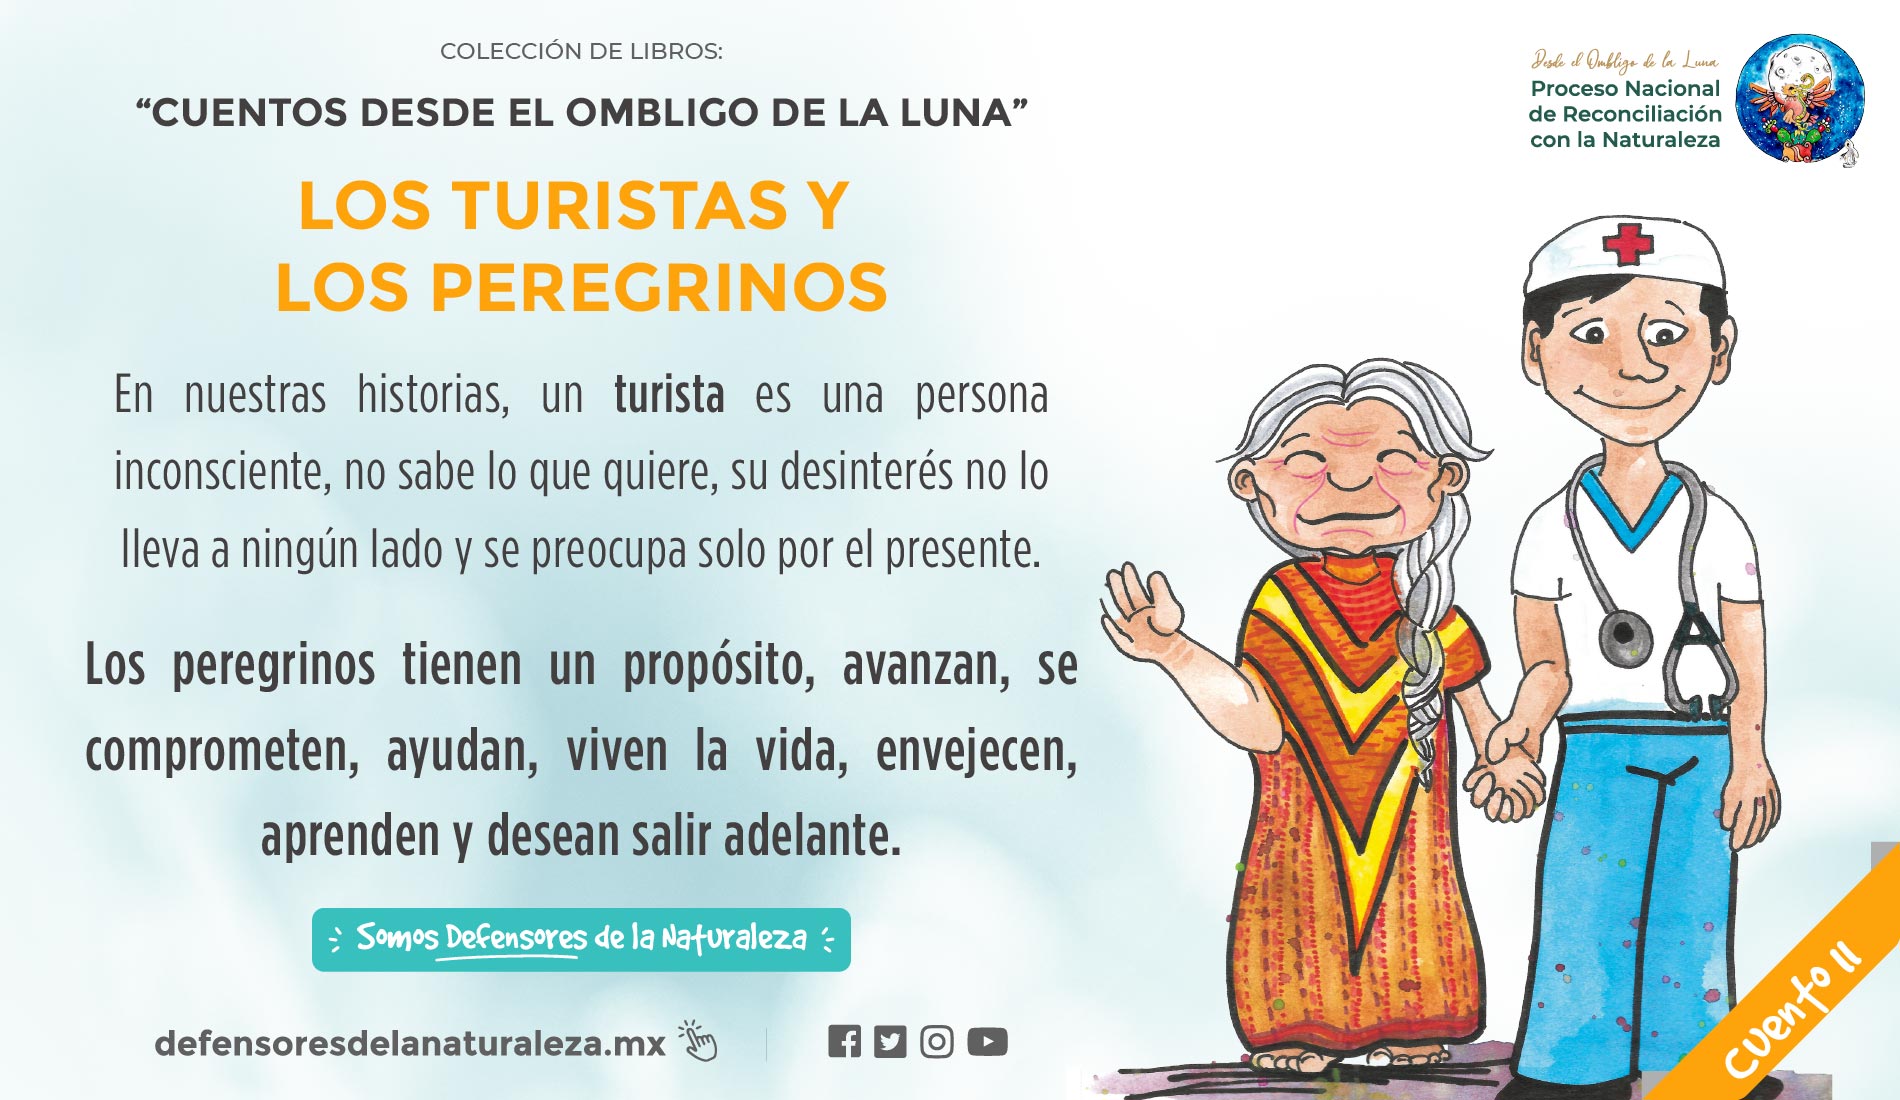 COLECCIÓN DE LIBROS:
“CUENTOS DESDE EL OMBLIGO DE LA LUNA”
LOS TURISTAS Y
LOS PEREGRINOS
En nuestras historias, un turista es una persona
inconsciente, no sabe lo que quiere, su desinterés no lo
lleva a ningún lado y se preocupa solo por el presente.
Los peregrinos tienen un propósito, avanzan, se
comprometen, ayudan, viven la vida, envejecen,
aprenden y desean salir adelante.
Somos Defensores de la Naturaleza
defensoresdelanaturaleza.mx
Desde el Ombligo de la Luna
Proceso Nacional
de Reconciliación
con la Naturaleza
Cuento 11